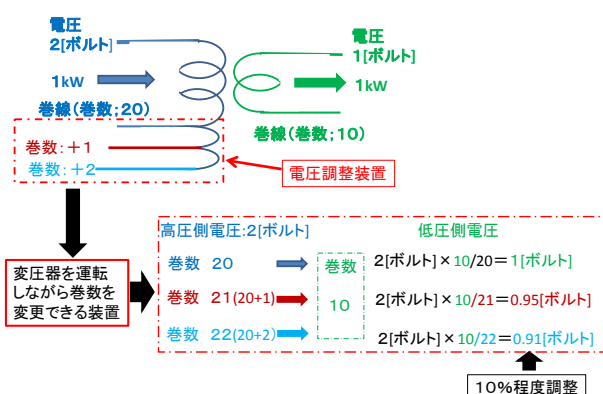 電圧
2[ボルト]
1kW
巻線(巻数;20)
電圧
1[ボルト]
1kW
巻線(巻数;10)
巻数:+1
巻数:+2
電圧調整装置
変圧器を運転
しながら巻数を
変更できる装置
高圧側電圧:2[ボルト]
低圧側電圧
巻数 20
巻数 21(20+1)
巻数 22(20+2)
巻数
10
2[ボルト]×10/20=1[ボルト]
2[ボルト]×10/21=0.95[ボルト]
2[ボルト]×10/22=0.91[ボルト]
10%程度調整